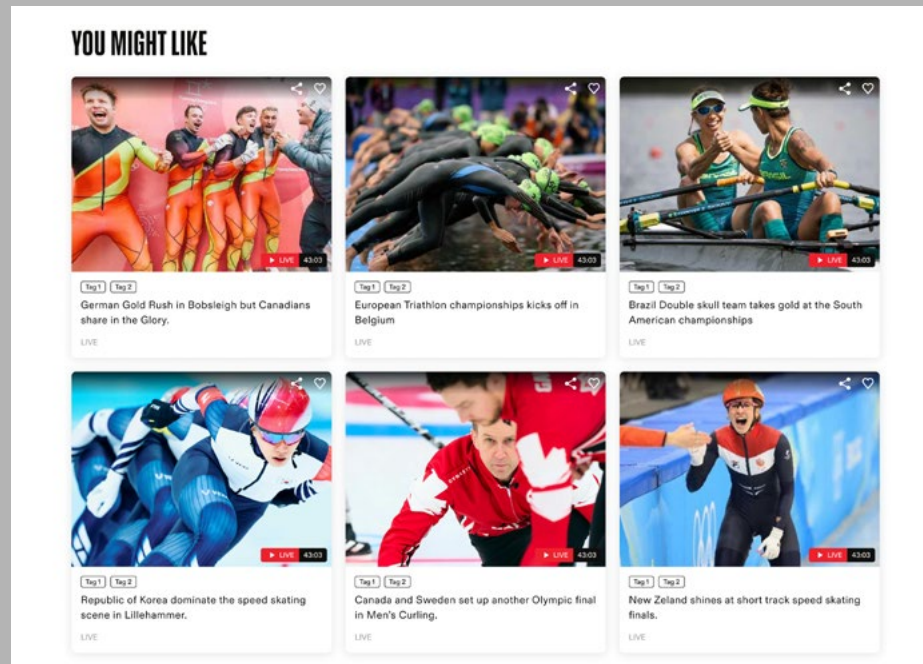 YOU MIGHT LIKE
LIVE 43:03
Tag 1 Tag 2
German Gold Rush in Bobsleigh but Canadians
share in the Glory.
LIVE
BRASIL
LIVE 43:03
Tag 1 Tag 2
European Triathlon championships kicks off in
Belgium
LIVE
LIVE 43:03
Tag 1 Tag 2
Brazil Double skull team takes gold at the South
American championships
LIVE
LIVE 43:03
Tag 1 Tag 2
Republic of Korea dominate the speed skating
scene in Lillehammer.
LIVE
LIVE 43:03
Tag 1 Tag 2
Canada and Sweden set up another Olympic final
in Men's Curling.
LIVE
LIVE 43:03
Tag 1 Tag 2
New Zeland shines at short track speed skating
finals.
LIVE